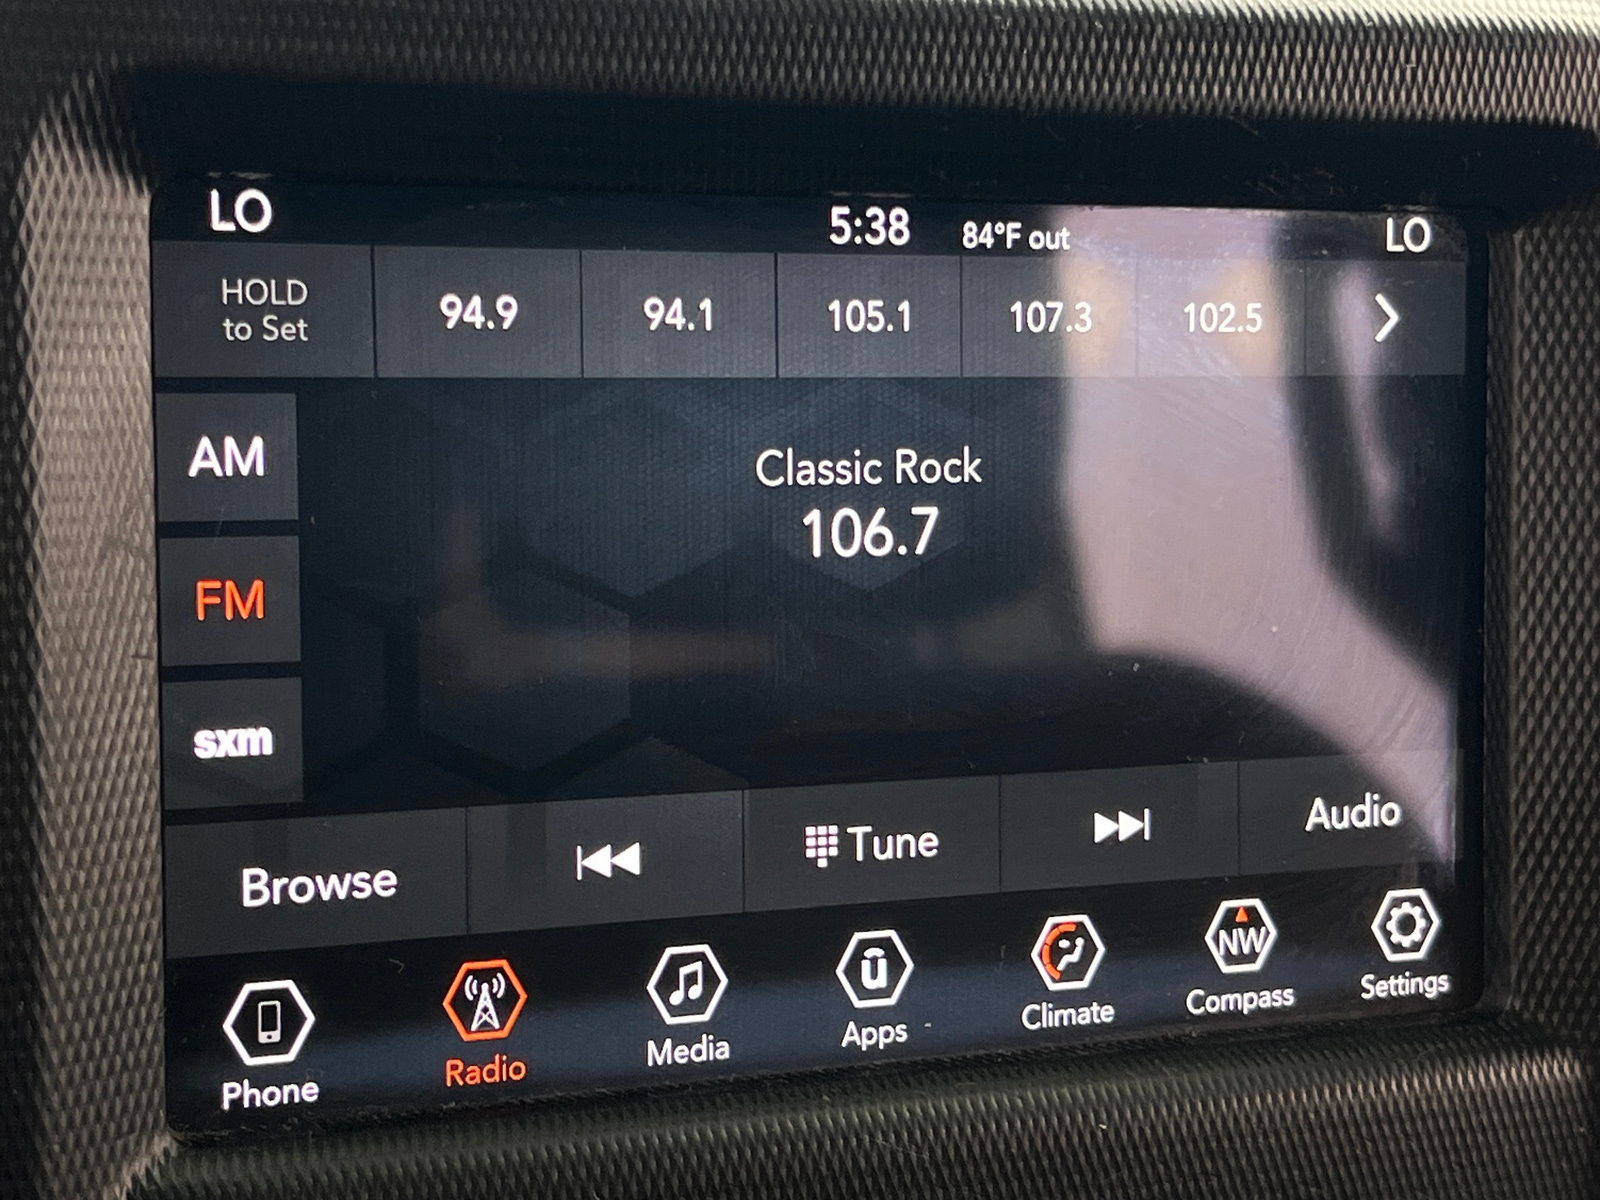 LO 5:38 84°F out LO
HOLD
to Set
94.9 94.1 105.1 107.3 102.5
AM
Classic Rock
106.7
FM
sxm
Browse Tune Audio
Phone Radio Media Apps Climate Compass Settings
u
NW